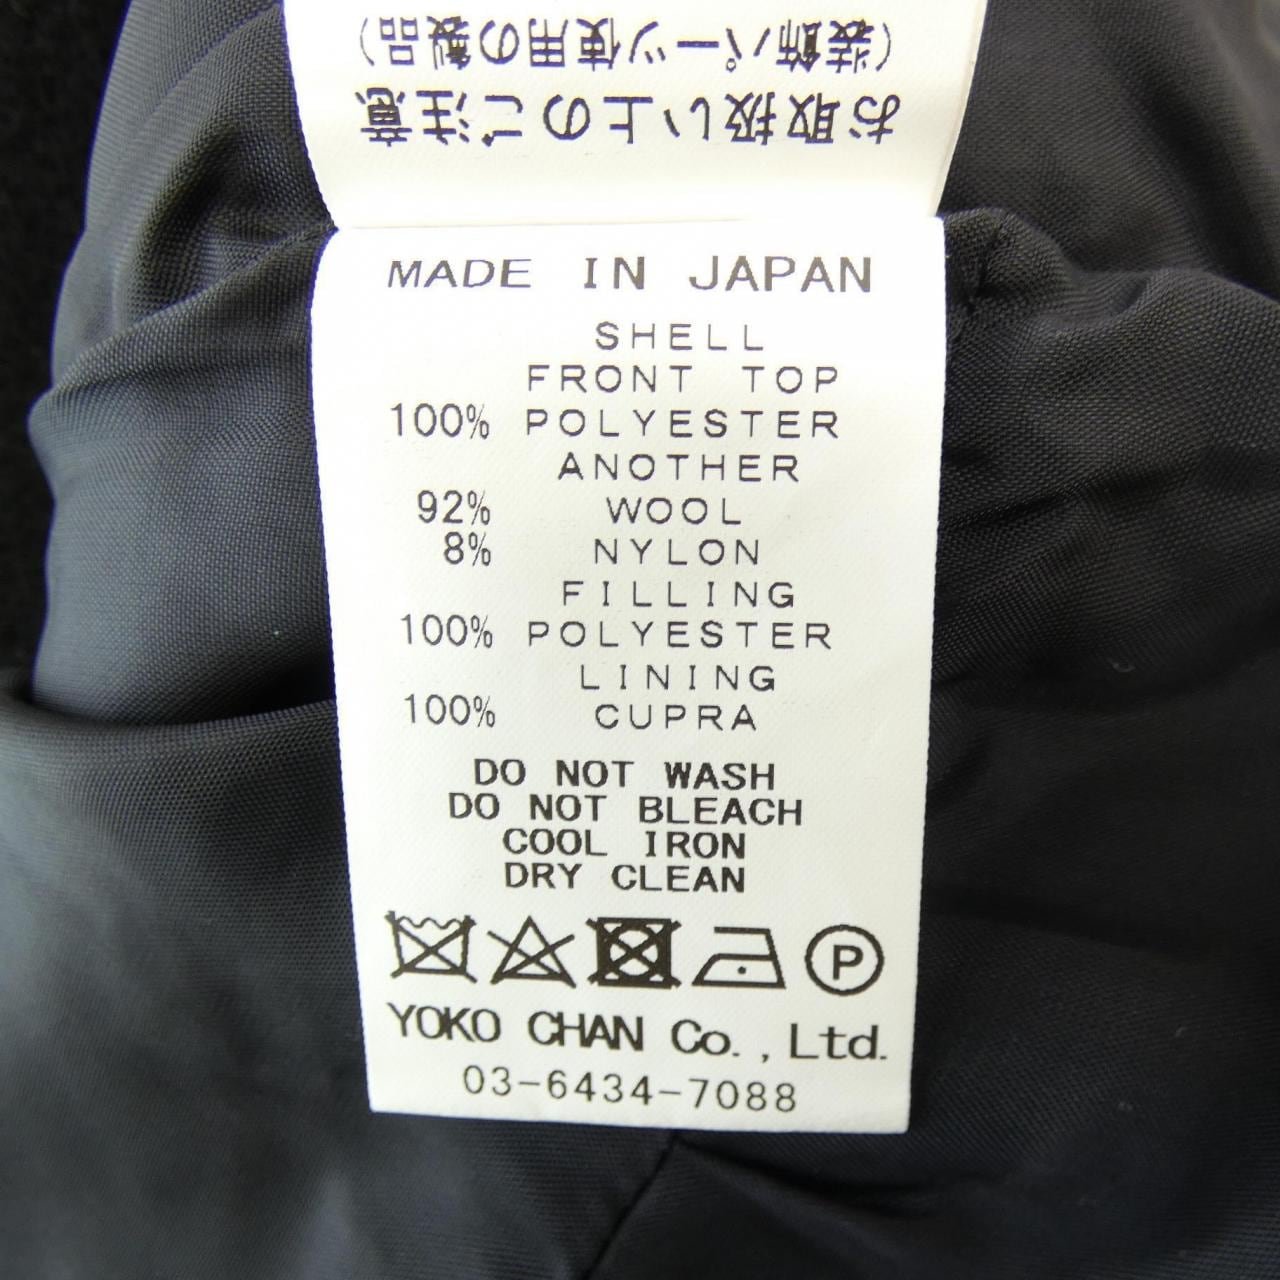 お取扱い上のご注意
(装飾パーツ使用の製品)
MADE IN JAPAN
SHELL
FRONT TOP
100% POLYESTER
ANOTHER
92% WOOL
8% NYLON
FILLING
100% POLYESTER
LINING
100% CUPRA
DO NOT WASH
DO NOT BLEACH
COOL IRON
DRY CLEAN
P
YOKO CHAN Co., Ltd.
03-6434-7088